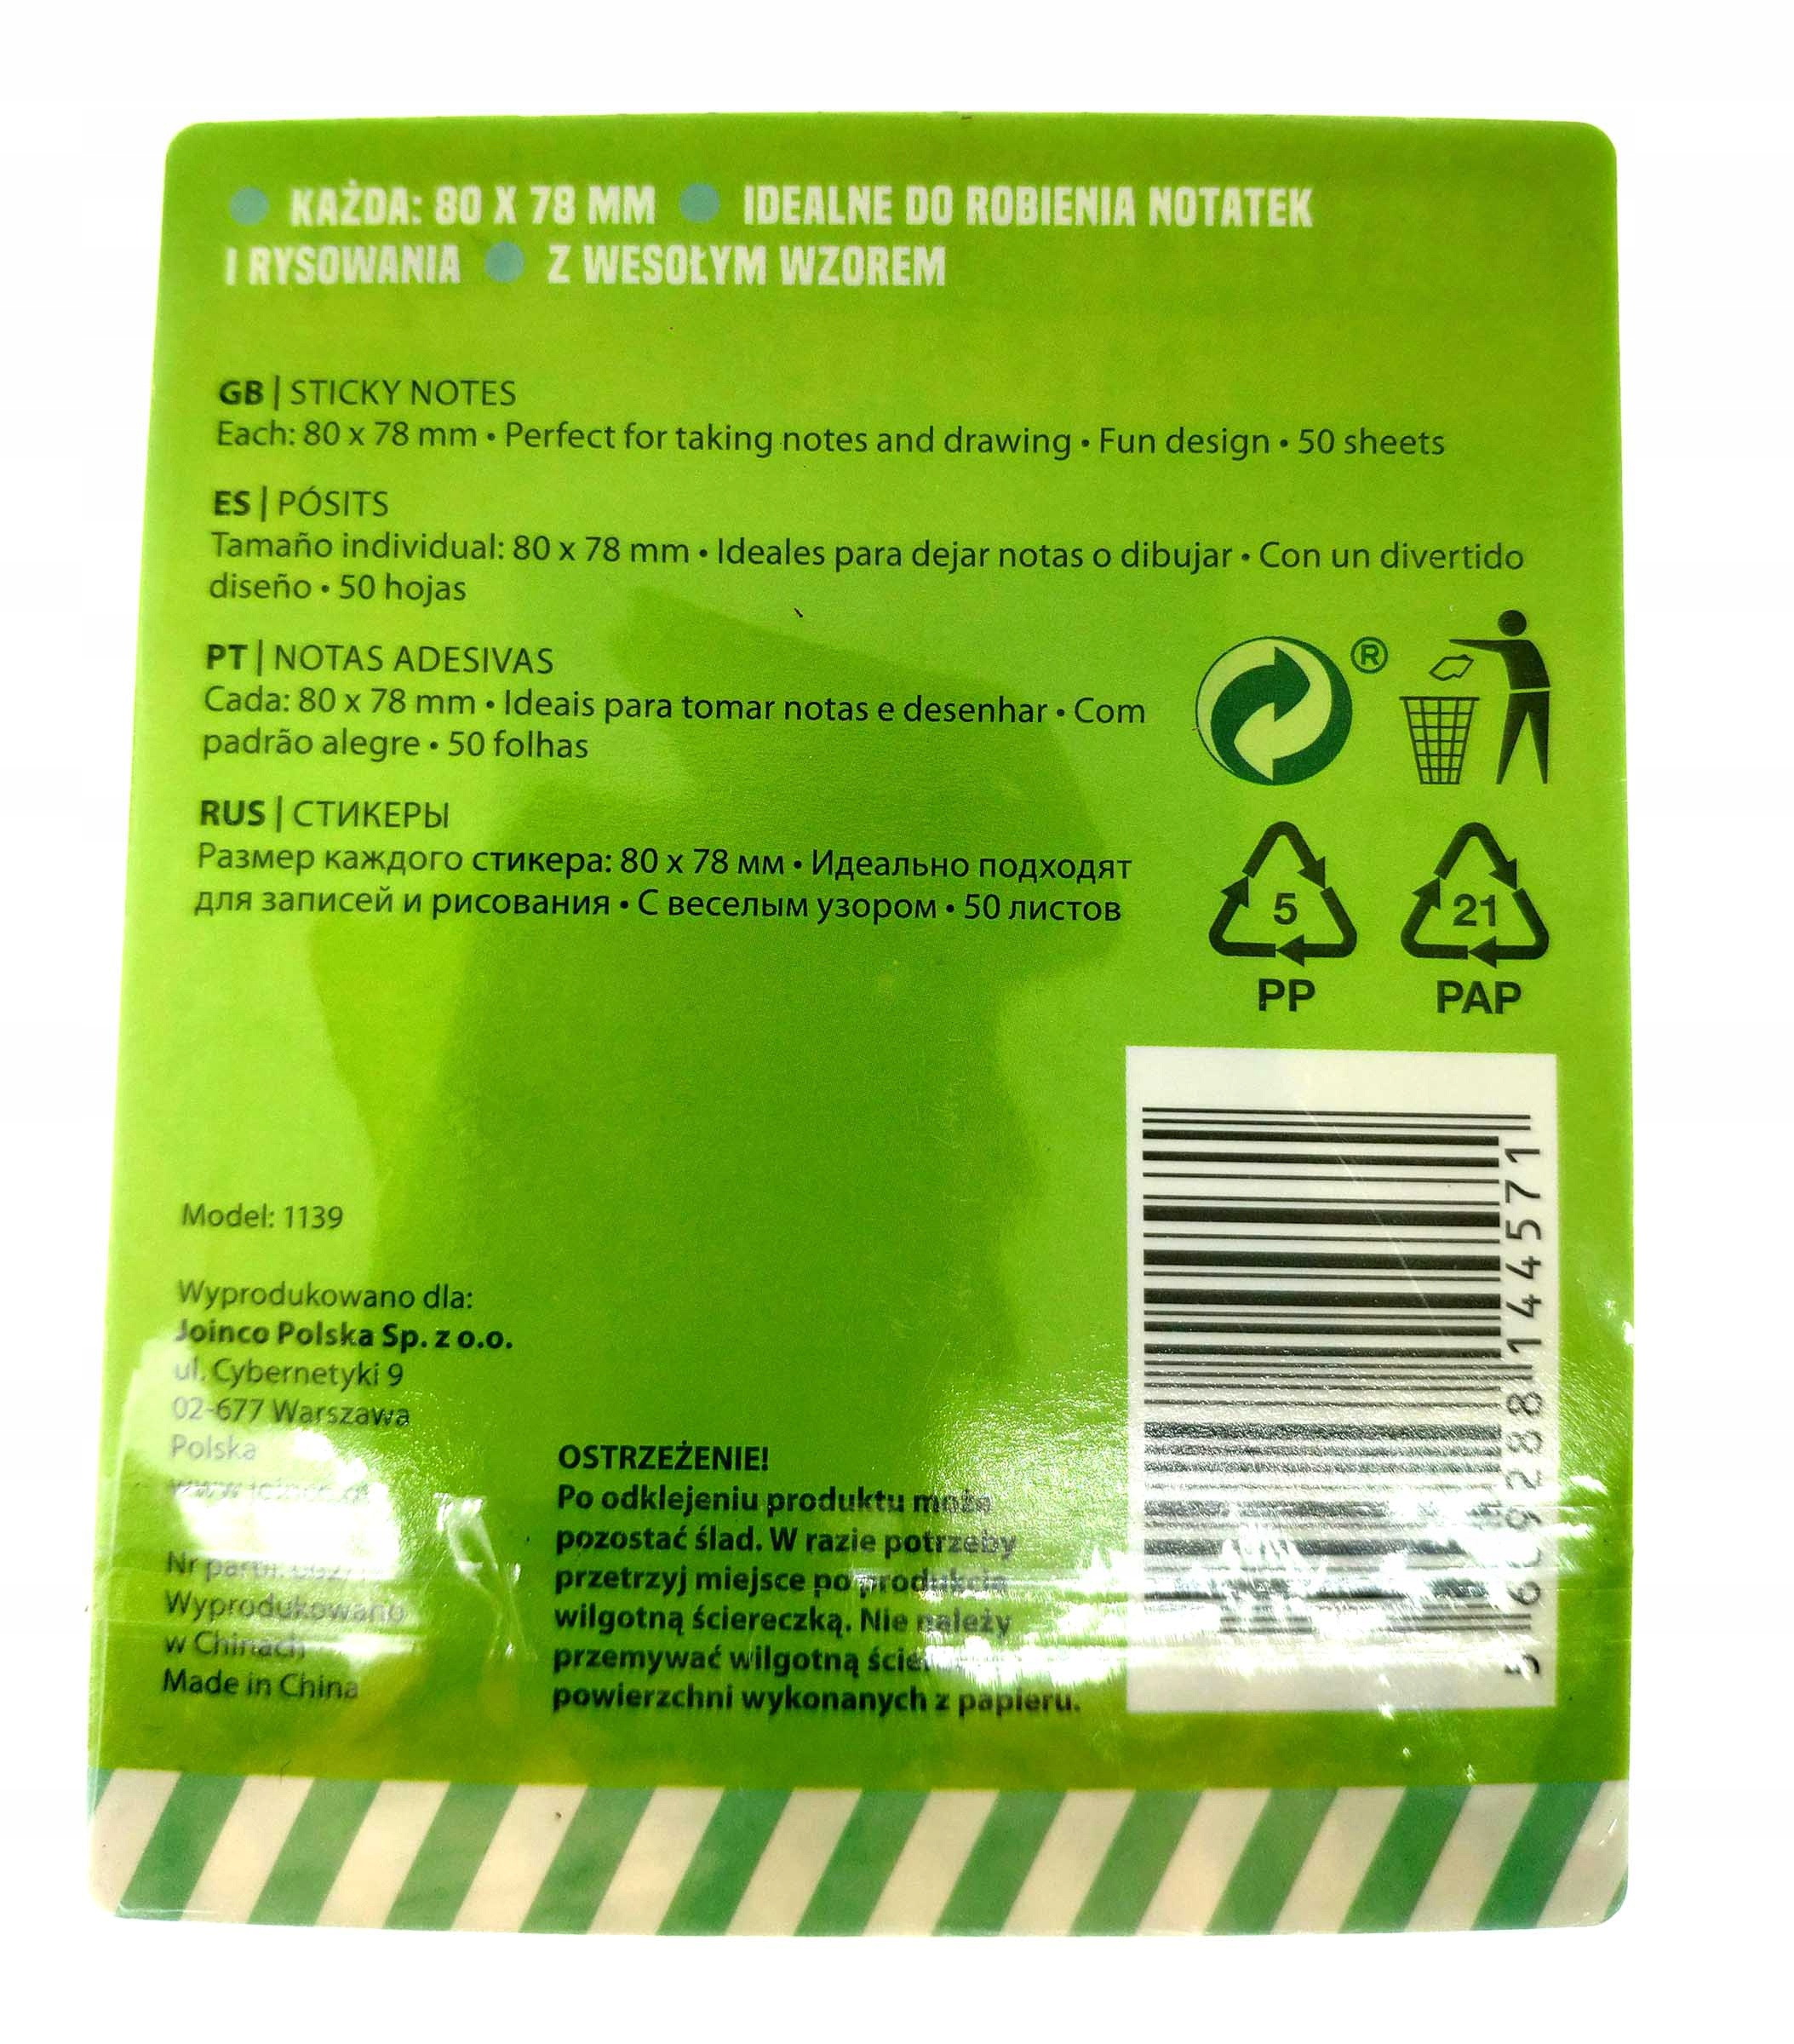 • KAŻDA: 80 X 78 MM • IDEALNE DO ROBIENIA NOTATEK
I RYSOWANIA • Z WESOŁYM WZOREM
GB | STICKY NOTES
Each: 80 x 78 mm • Perfect for taking notes and drawing • Fun design • 50 sheets
ES | PÓSITS
Tamaño individual: 80 x 78 mm • Ideales para dejar notas o dibujar • Con un divertido
diseño • 50 hojas
PT | NOTAS ADESIVAS
Cada: 80 x 78 mm • Ideais para tomar notas e desenhar • Com
padrão alegre • 50 folhas
RUS | СТИКЕРЫ
Размер каждого стикера: 80 x 78 мм • Идеально подходят
для записей и рисования • С веселым узором • 50 листов
®
5
PP
21
PAP
Model: 1139
Wyprodukowano dla:
Joinco Polska Sp. z o.o.
ul. Cybernetyki 9
02-677 Warszawa
Polska
Nr partii:
Wyprodukowano
w Chinach
Made in China
OSTRZEŻENIE!
Po odklejeniu produktu może
pozostać ślad. W razie potrzeby
przetrzyj miejsce po
wilgotną ściereczką. Nie należy
przemywać wilgotną
powierzchni wykonanych z papieru.
5 609288 144571